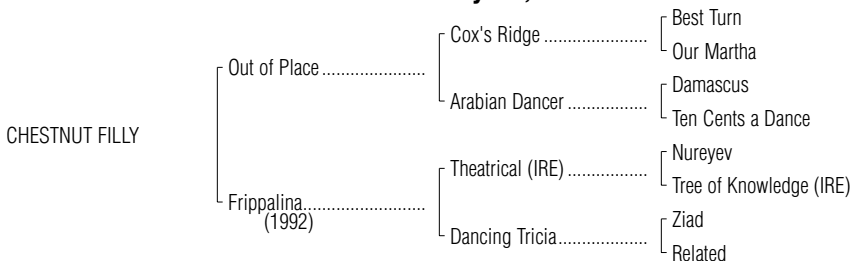 Best Turn
Cox's Ridge ......................
Our Martha
Out of Place ......................
Damascus
Arabian Dancer .................
Ten Cents a Dance
CHESTNUT FILLY
Nureyev
Theatrical (IRE) .................
Tree of Knowledge (IRE)
Frippalina..........................
(1992)
Ziad
Dancing Tricia...................
Related